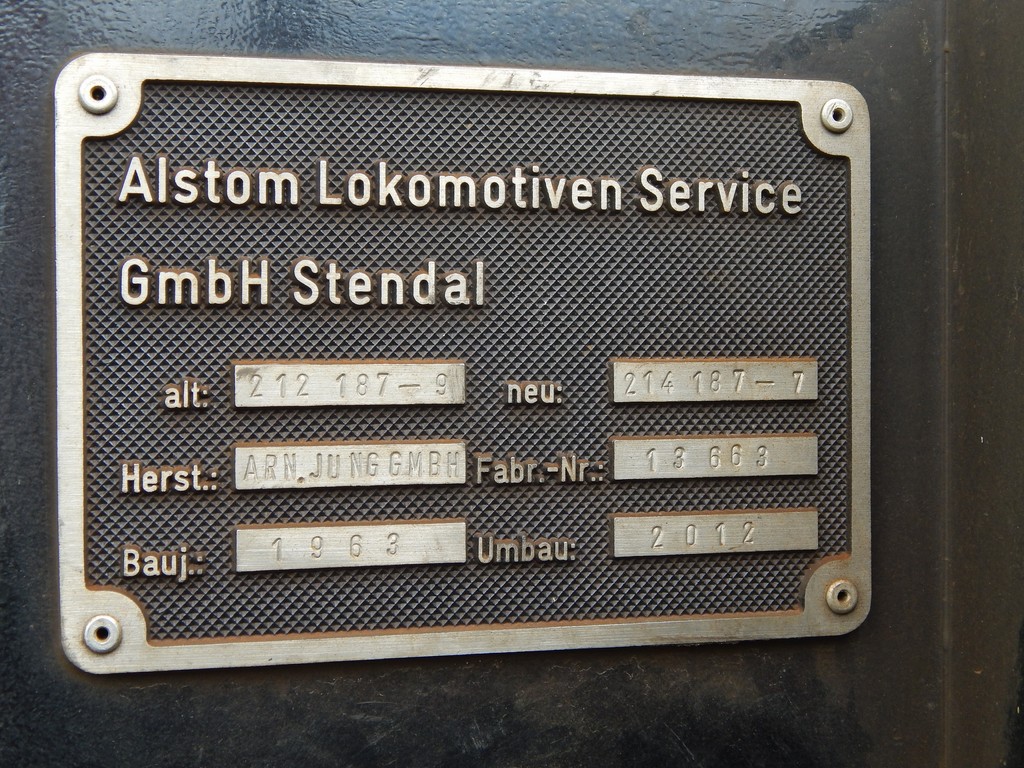 Alstom Lokomotiven Service
GmbH Stendal
alt: 212 187-9 neu: 214 187-7
Herst.: ARN.JUNG GMBH Fabr.-Nr.: 13 663
Bauj.: 1963 Umbau: 2012